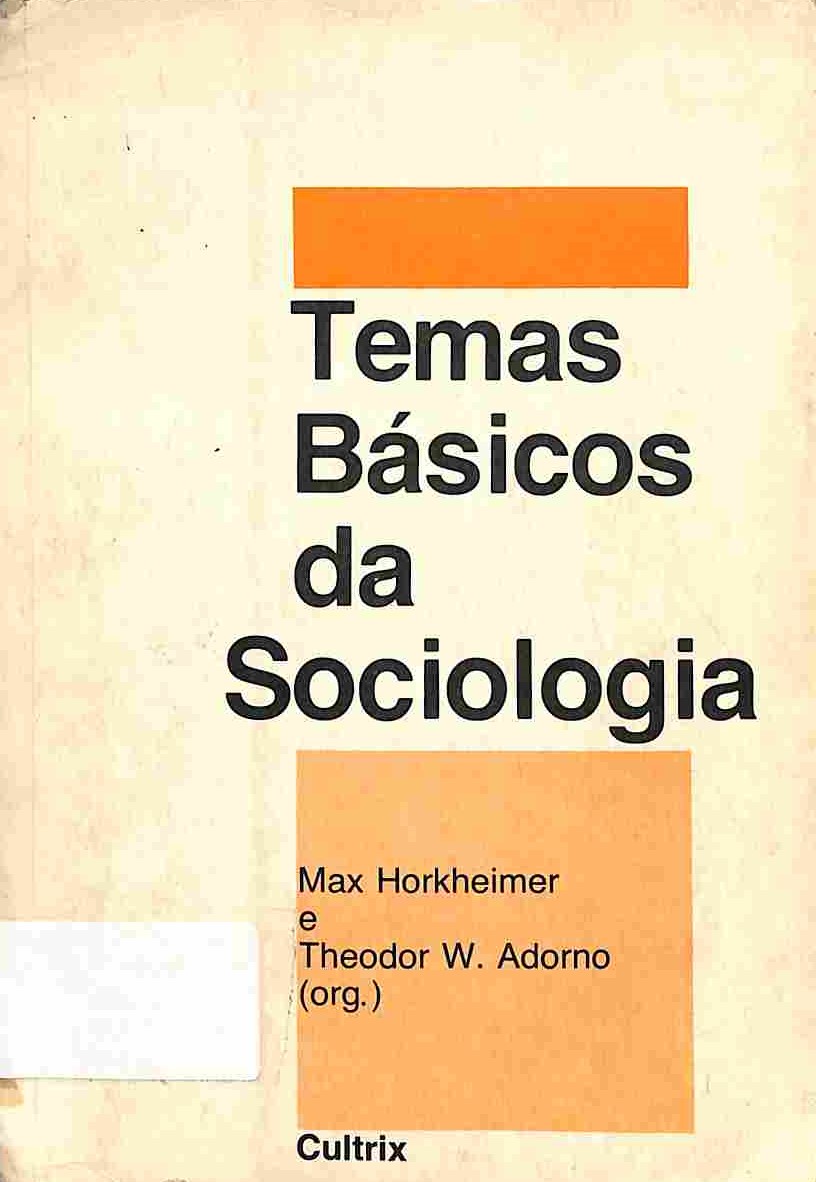 Temas
Básicos
da
Sociologia
Max Horkheimer
e
Theodor W. Adorno
(org.)
Cultrix